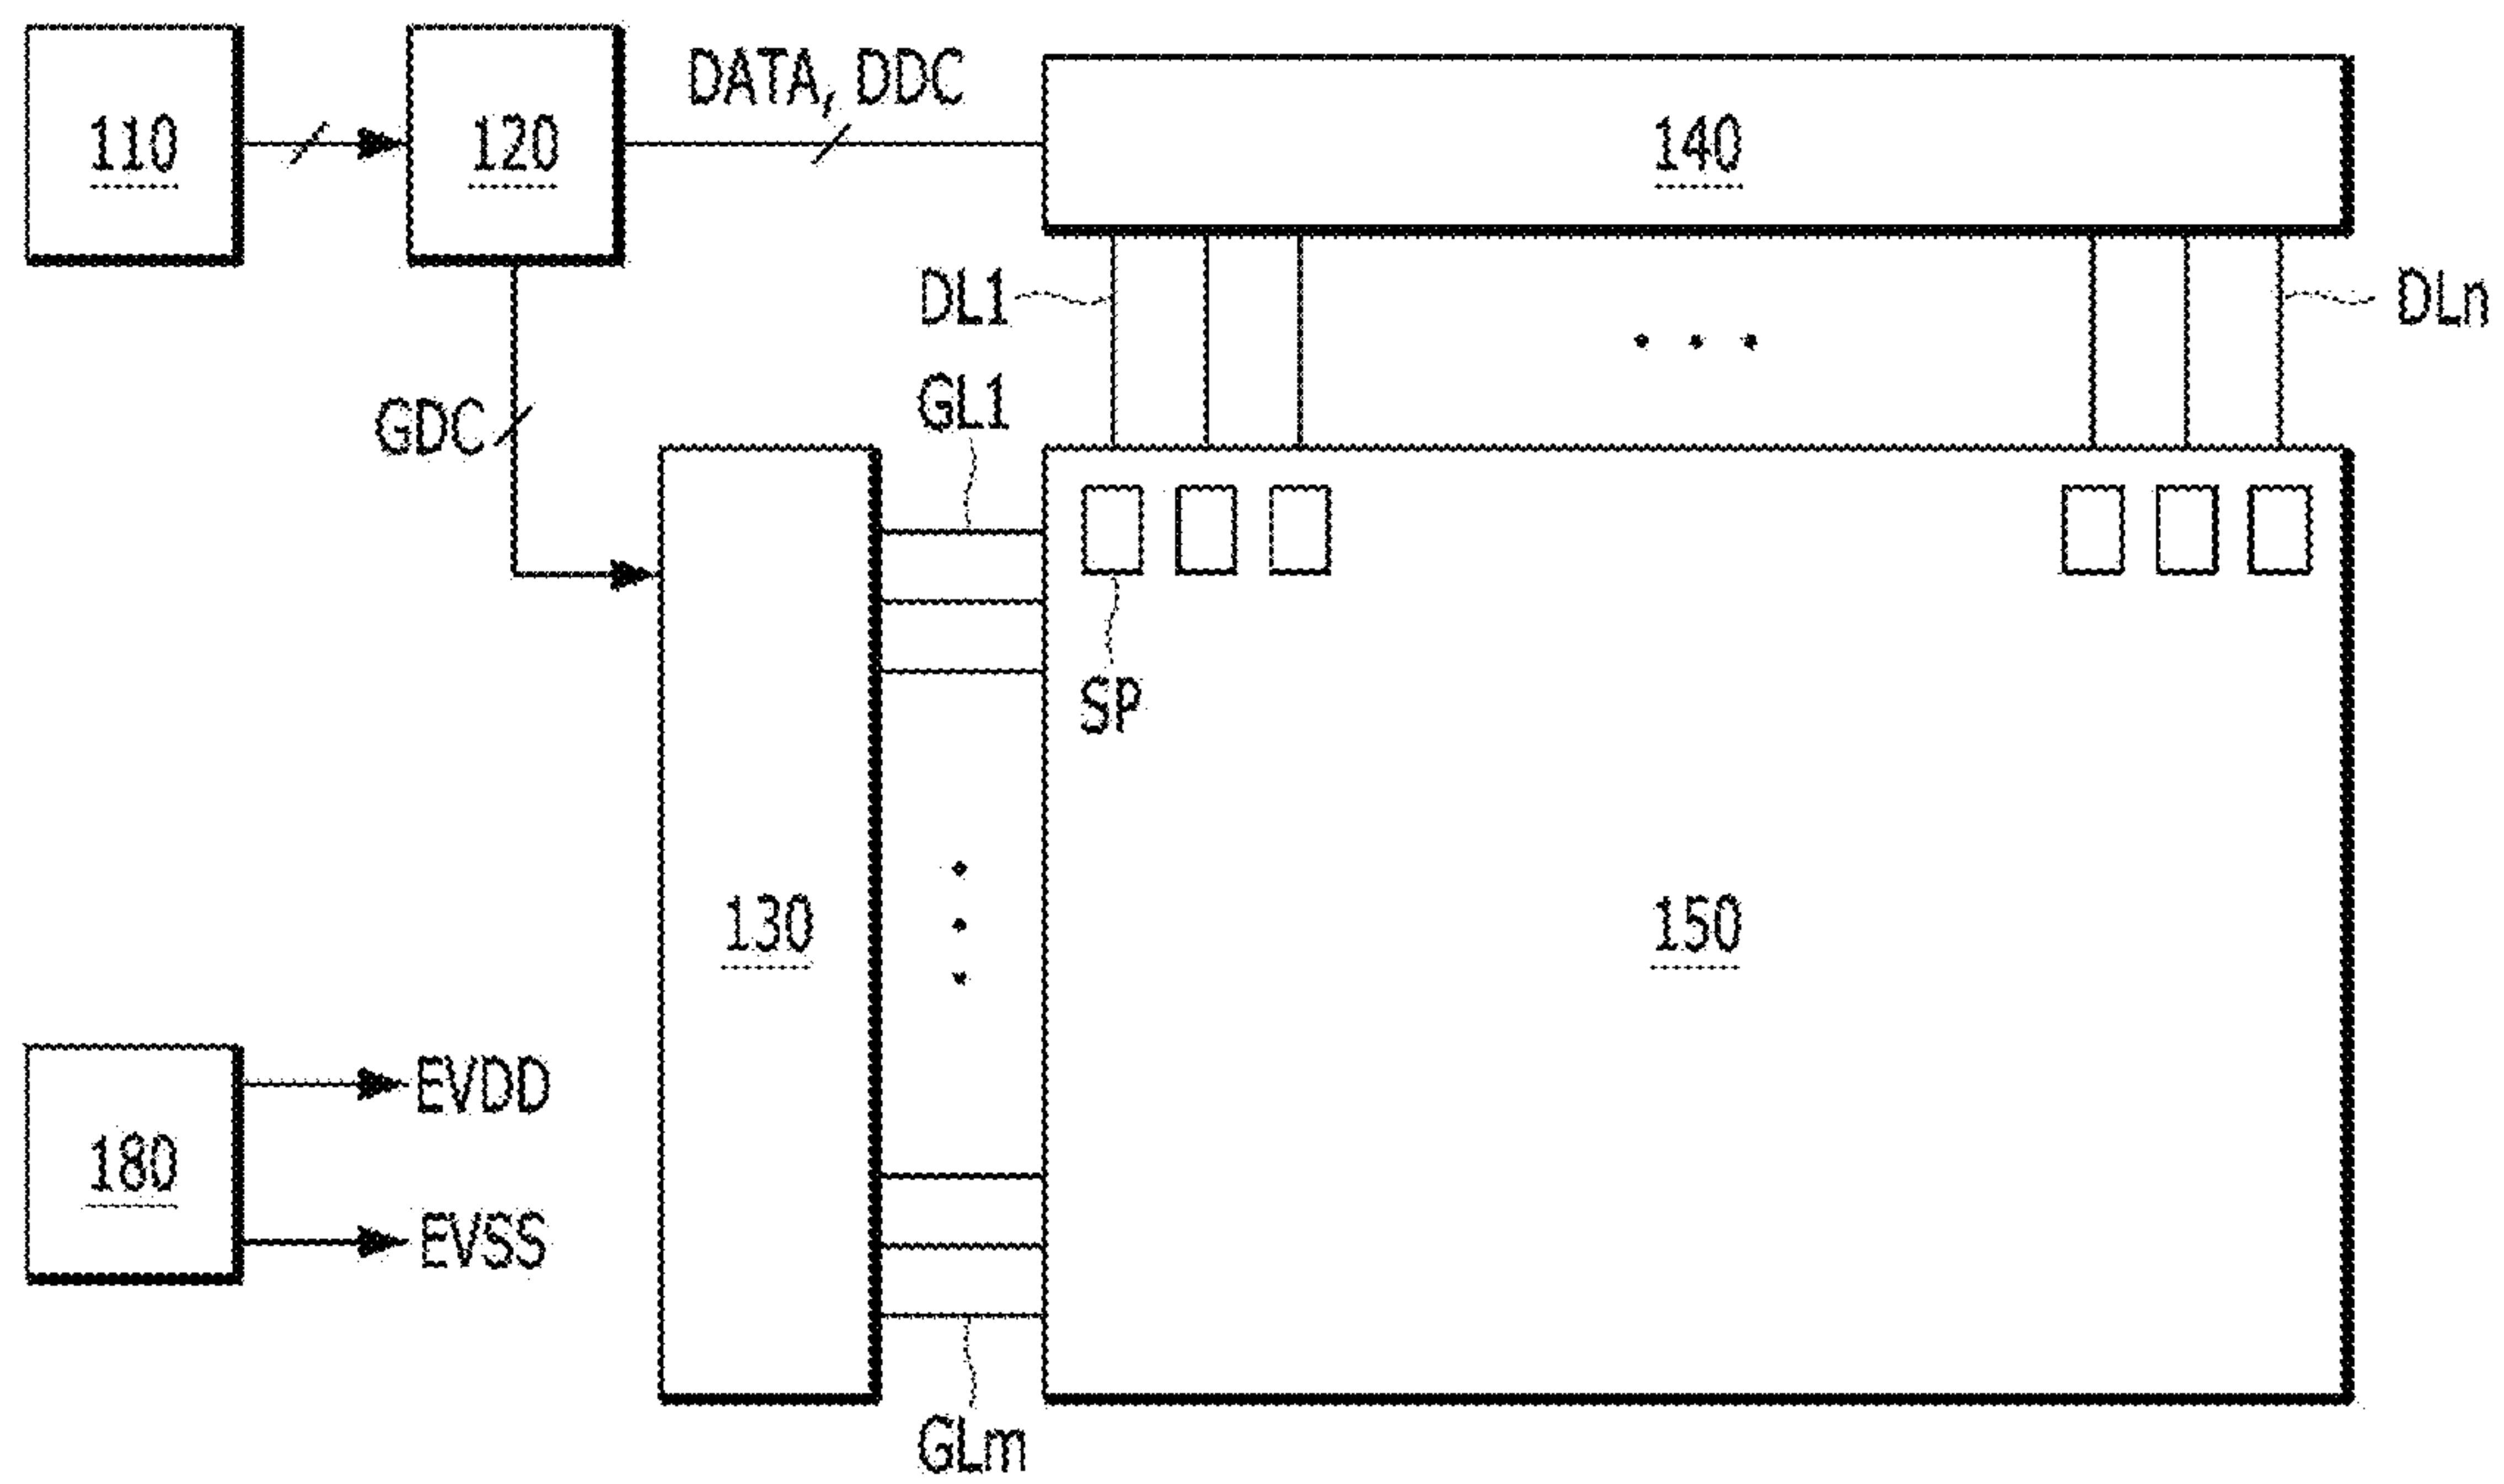 110
120
DATA, DDC
140
DL1
DLn
GL1
GDC
SP
130
150
180
EVDD
EVSS
GLm